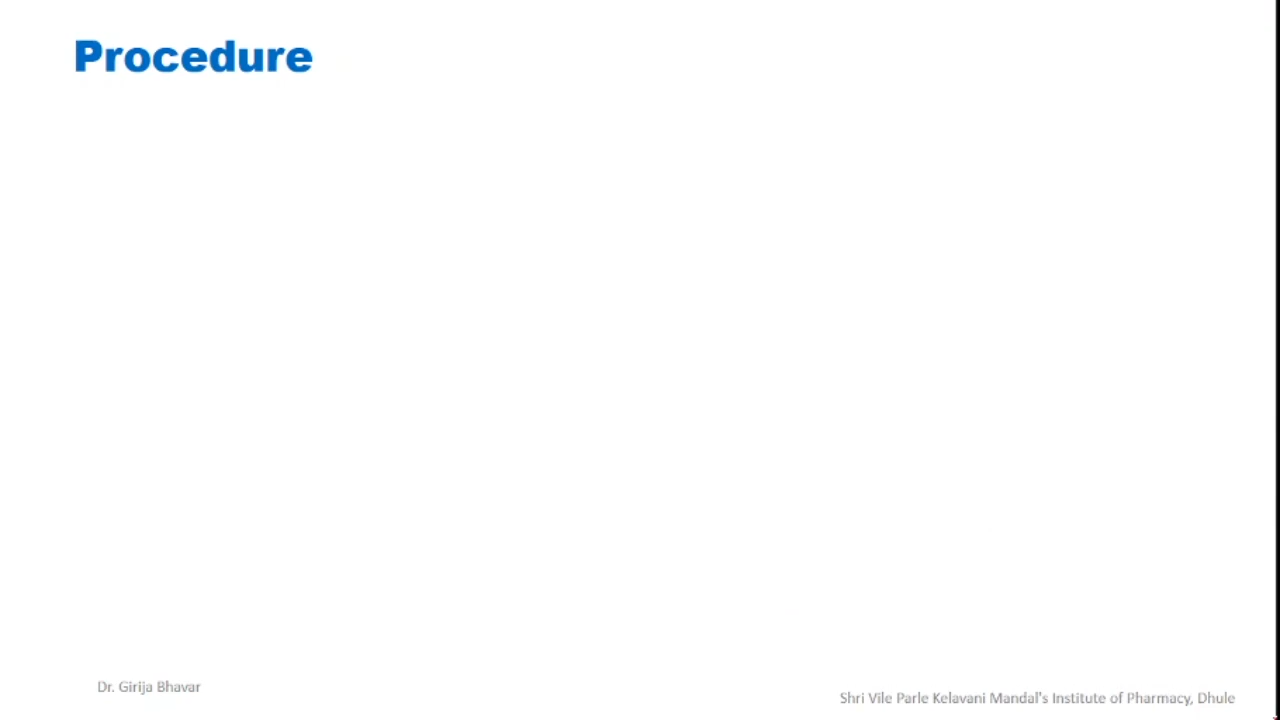 Procedure
Dr. Girija Bhavar
Shri Vile Parle Kelavani Mandal's Institute of Pharmacy, Dhule